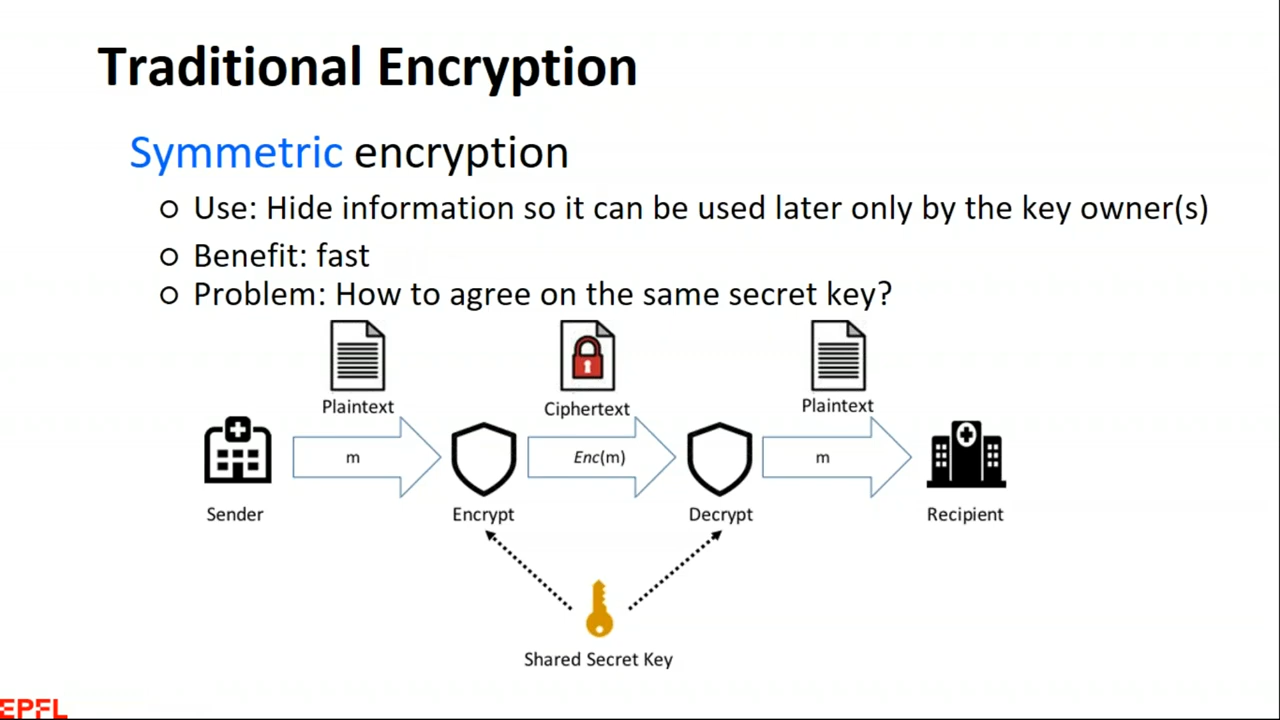 Traditional Encryption
Symmetric encryption
Use: Hide information so it can be used later only by the key owner(s)
Benefit: fast
Problem: How to agree on the same secret key?
Plaintext
Ciphertext
Plaintext
m
Enc(m)
m
Sender
Encrypt
Decrypt
Recipient
Shared Secret Key
EPFL